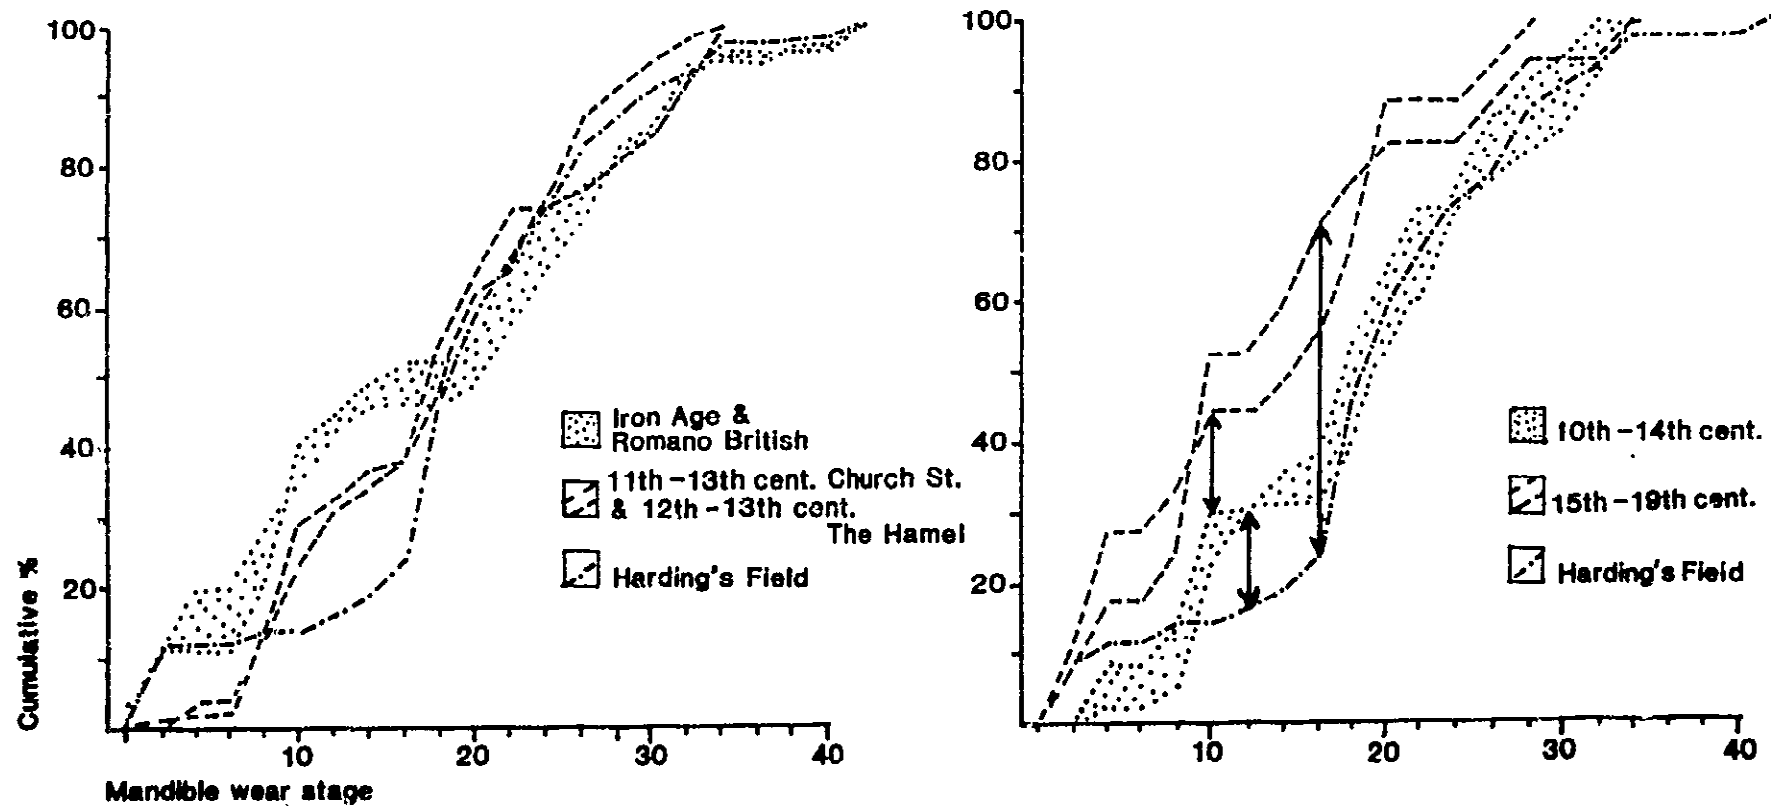 100
80
60
40
20
Cumulative %
10
20
30
40
Mandible wear stage
Iron Age &
Romano British
11th-13th cent. Church St.
& 12th-13th cent.
The Hamel
Harding's Field
100
80
60
40
20
10
20
30
40
10th-14th cent.
15th-19th cent.
Harding's Field